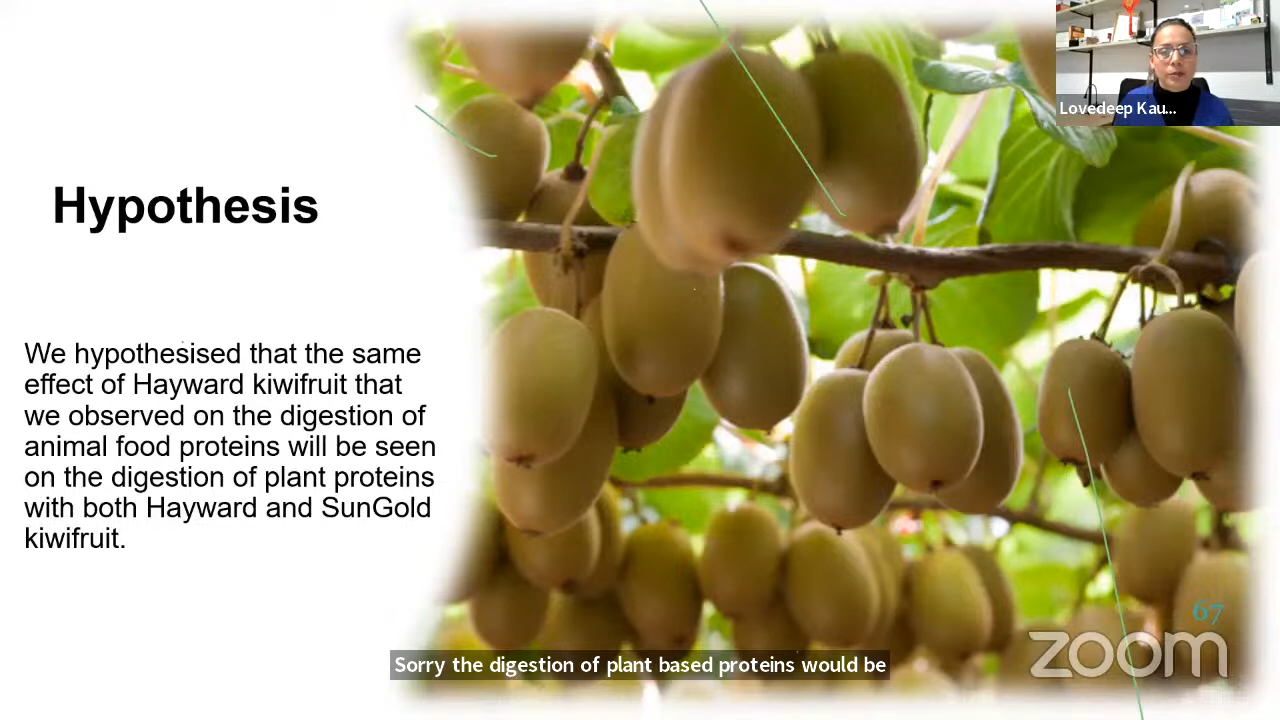 Lovedeep Kau...
Hypothesis
We hypothesised that the same
effect of Hayward kiwifruit that
we observed on the digestion of
animal food proteins will be seen
on the digestion of plant proteins
with both Hayward and SunGold
kiwifruit.
67
zoom
Sorry the digestion of plant based proteins would be